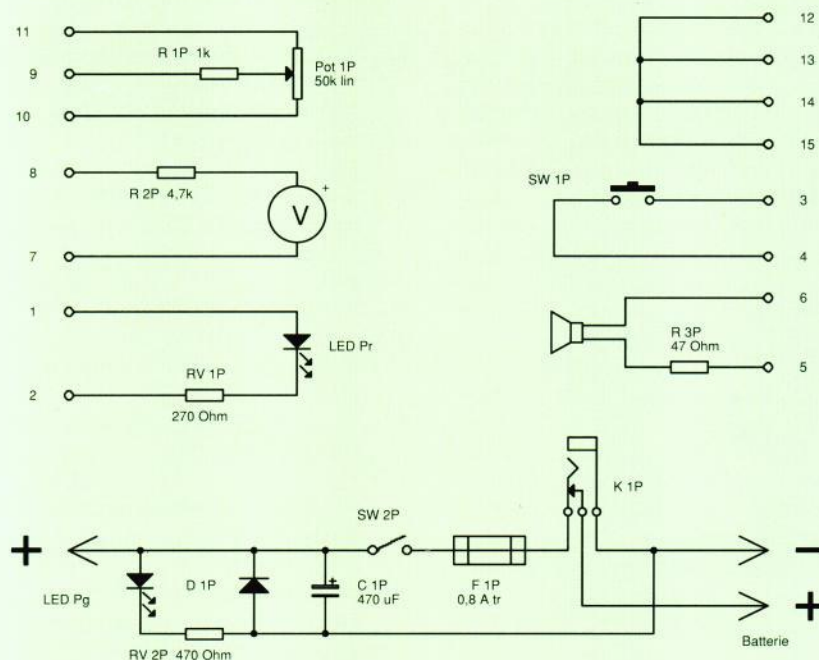 11
R 1P 1k
9
Pot 1P
50k lin
10
8
R 2P 4,7k
+
V
7
1
LED Pr
RV 1P
2
270 Ohm
12
13
14
15
SW 1P
3
4
6
R 3P
47 Ohm
5
K 1P
SW 2P
+
-
LED Pg
D 1P
+
C 1P
470 uF
F 1P
0,8 A tr
+
Batterie
RV 2P 470 Ohm